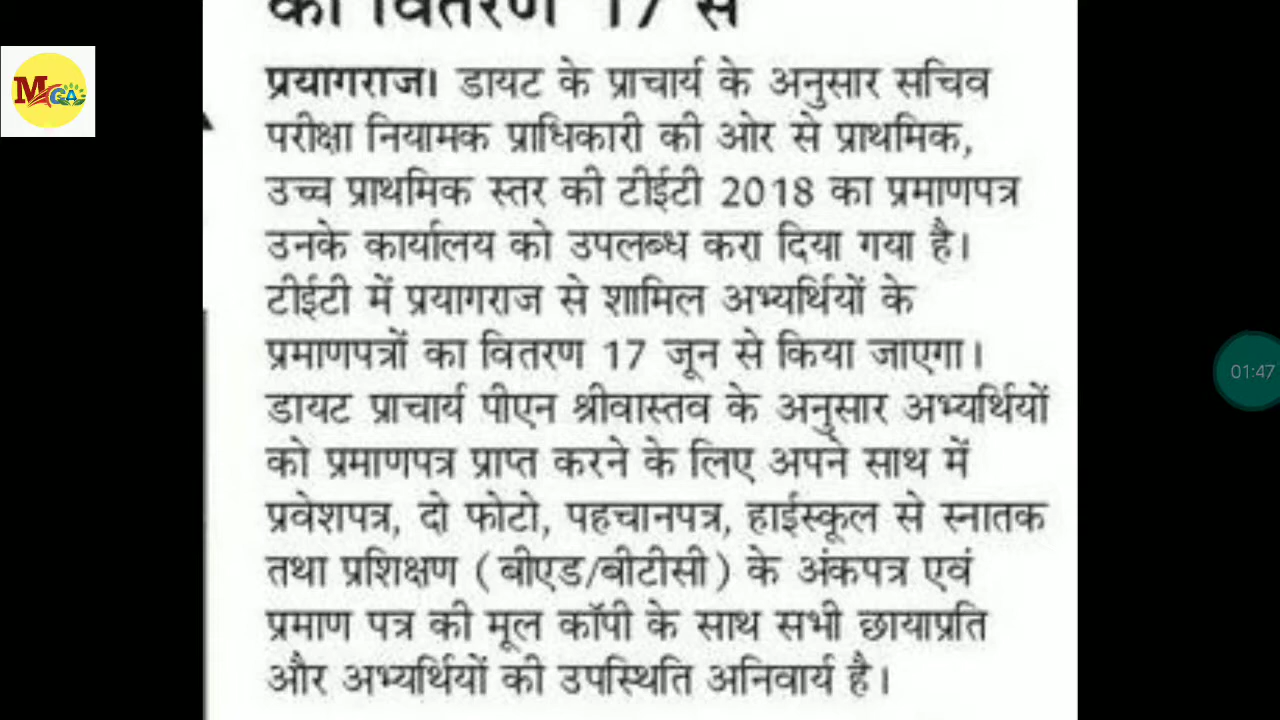 का वितरण 17 से
प्रयागराज। डायट के प्राचार्य के अनुसार सचिव
परीक्षा नियामक प्राधिकारी की ओर से प्राथमिक,
उच्च प्राथमिक स्तर की टीईटी 2018 का प्रमाणपत्र
उनके कार्यालय को उपलब्ध करा दिया गया है।
टीईटी में प्रयागराज से शामिल अभ्यर्थियों के
प्रमाणपत्रों का वितरण 17 जून से किया जाएगा।
डायट प्राचार्य पीएन श्रीवास्तव के अनुसार अभ्यर्थियों
को प्रमाणपत्र प्राप्त करने के लिए अपने साथ में
प्रवेशपत्र, दो फोटो, पहचानपत्र, हाईस्कूल से स्नातक
तथा प्रशिक्षण (बीएड/बीटीसी) के अंकपत्र एवं
प्रमाण पत्र की मूल कॉपी के साथ सभी छायाप्रति
और अभ्यर्थियों की उपस्थिति अनिवार्य है।
MGA
01:47